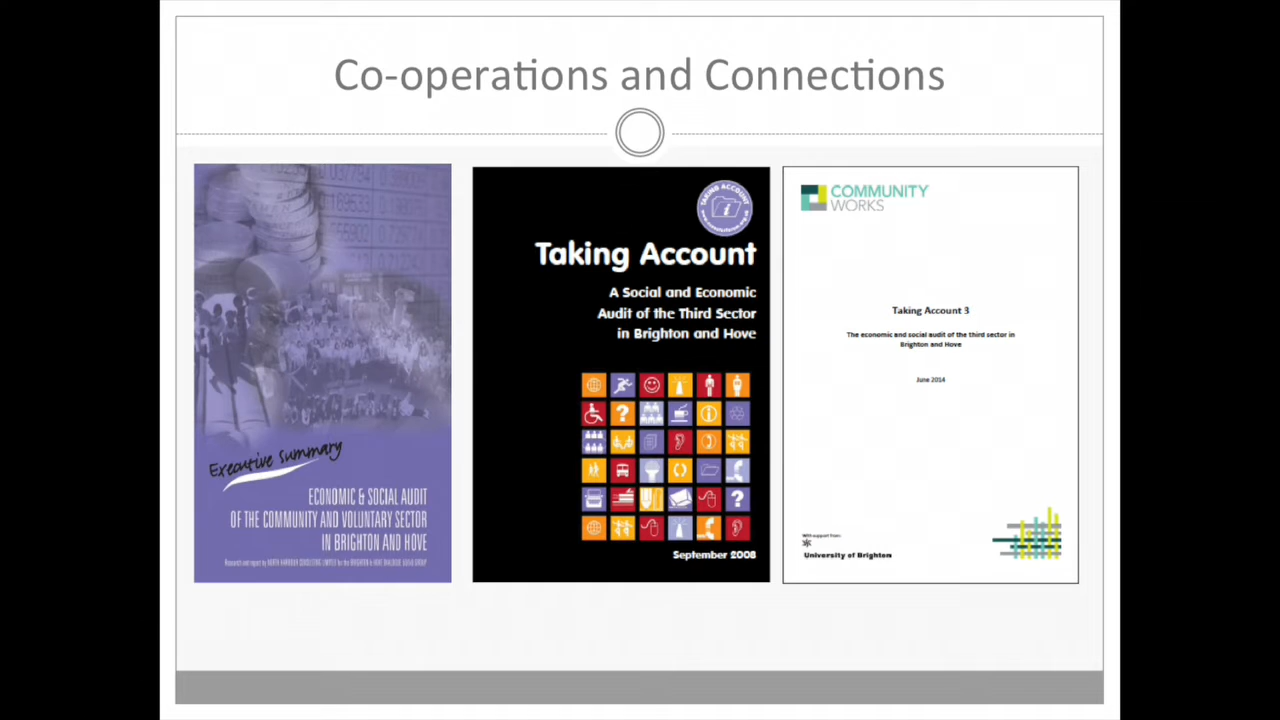 Co-operations and Connections
Executive Summary
ECONOMIC & SOCIAL AUDIT
OF THE COMMUNITY AND VOLUNTARY SECTOR
IN BRIGHTON AND HOVE
TAKING ACCOUNT
Taking Account
A Social and Economic
Audit of the Third Sector
in Brighton and Hove
September 2008
COMMUNITY
WORKS
Taking Account 3
The economic and social audit of the third sector in
Brighton and Hove
June 2014
With support from:
University of Brighton